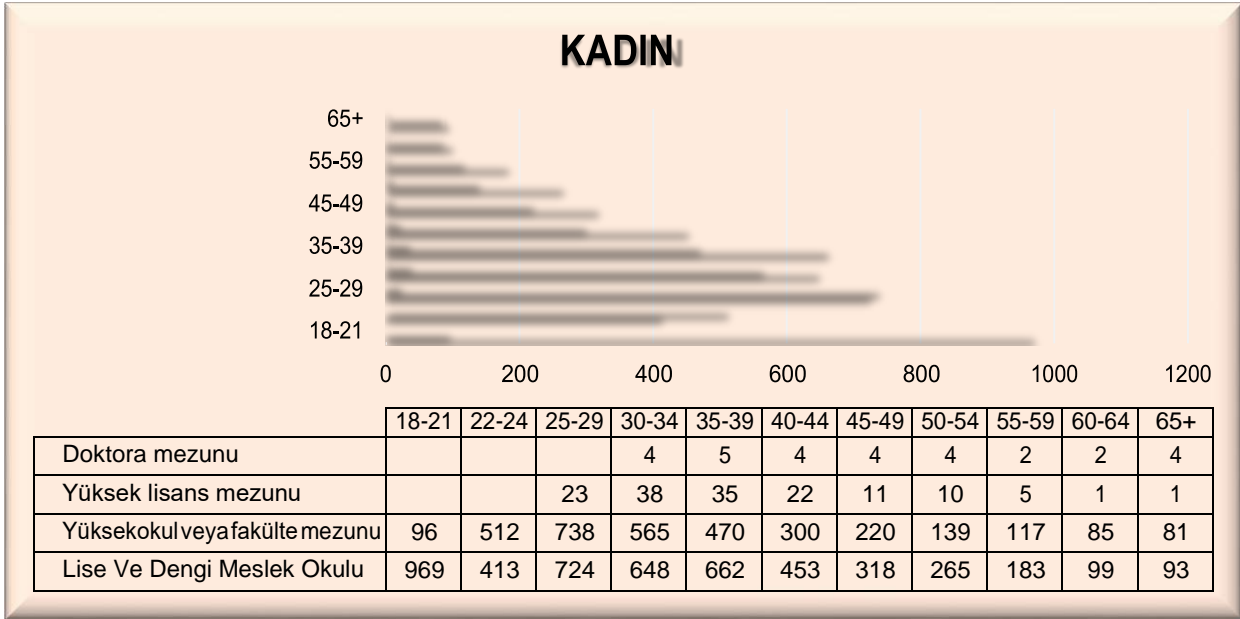 KADIN
65+
55-59
45-49
35-39
25-29
18-21
0 200 400 600 800 1000 1200
18-21 22-24 25-29 30-34 35-39 40-44 45-49 50-54 55-59 60-64 65+
Doktora mezunu 4 5 4 4 4 2 2 4
Yüksek lisans mezunu 23 38 35 22 11 10 5 1 1
Yüksekokul veya fakülte mezunu 96 512 738 565 470 300 220 139 117 85 81
Lise Ve Dengi Meslek Okulu 969 413 724 648 662 453 318 265 183 99 93